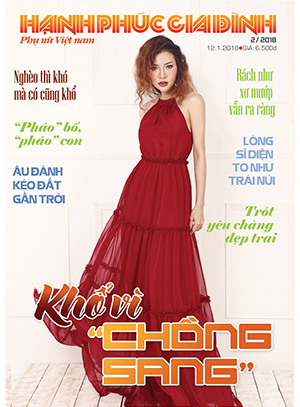 HẠNH PHÚC GIA ĐÌNH
Phụ nữ Việt nam
2/2018
12.1.2018●GIÁ: 6.500đ
Nghèo thì khó
mà có cũng khổ
Rách như
xơ mướp
vẫn ra ràng
“Pháo” bố,
“pháo” con
LÒNG
SĨ DIỆN
TO NHƯ
TRÁI NÚI
ÂU ĐÀNH
KÉO ĐẤT
GẦN TRỜI
Trót
yêu chàng
đẹp trai
Khổ vì
“CHỒNG
SANG”